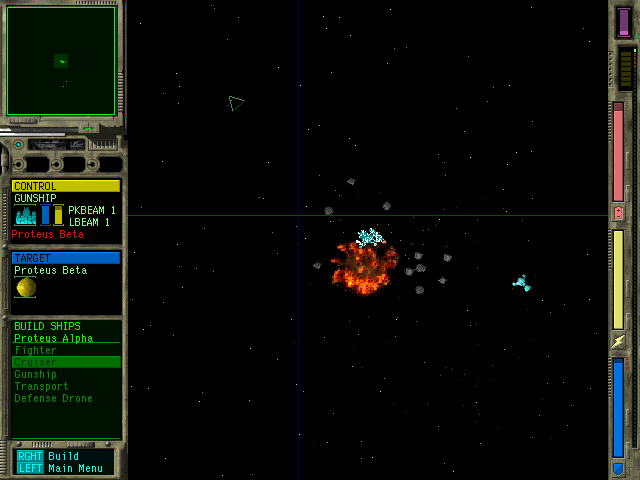 CONTROL
GUNSHIP
PKBEAM 1
LBEAM 1
Proteus Beta
TARGET
Proteus Beta
BUILD SHIPS
Proteus Alpha
Fighter
Cruiser
Gunship
Transport
Defense Drone
RGHT Build
LEFT Main Menu